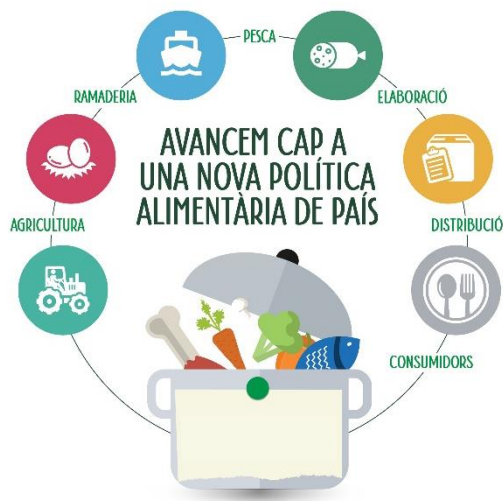 PESCA
RAMADERIA
ELABORACIÓ
AVANCEM CAP A
UNA NOVA POLÍTICA
ALIMENTÀRIA DE PAÍS
AGRICULTURA
DISTRIBUCIÓ
CONSUMIDORS